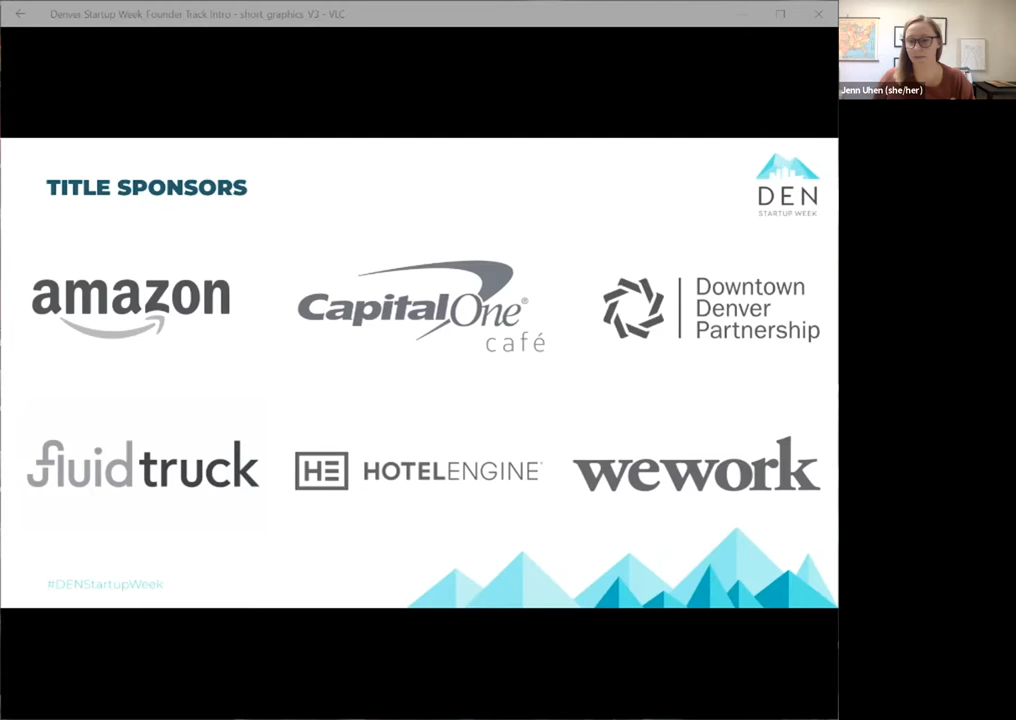 Denver Startup Week Founder Track Intro - short graphics V3 - VLC
Jenn Uhen (she/her)
TITLE SPONSORS
DEN
STARTUP WEEK
amazon
CapitalOne®
café
Downtown
Denver
Partnership
fluidtruck
HE HOTELENGINE
wework
#DENStartupWeek